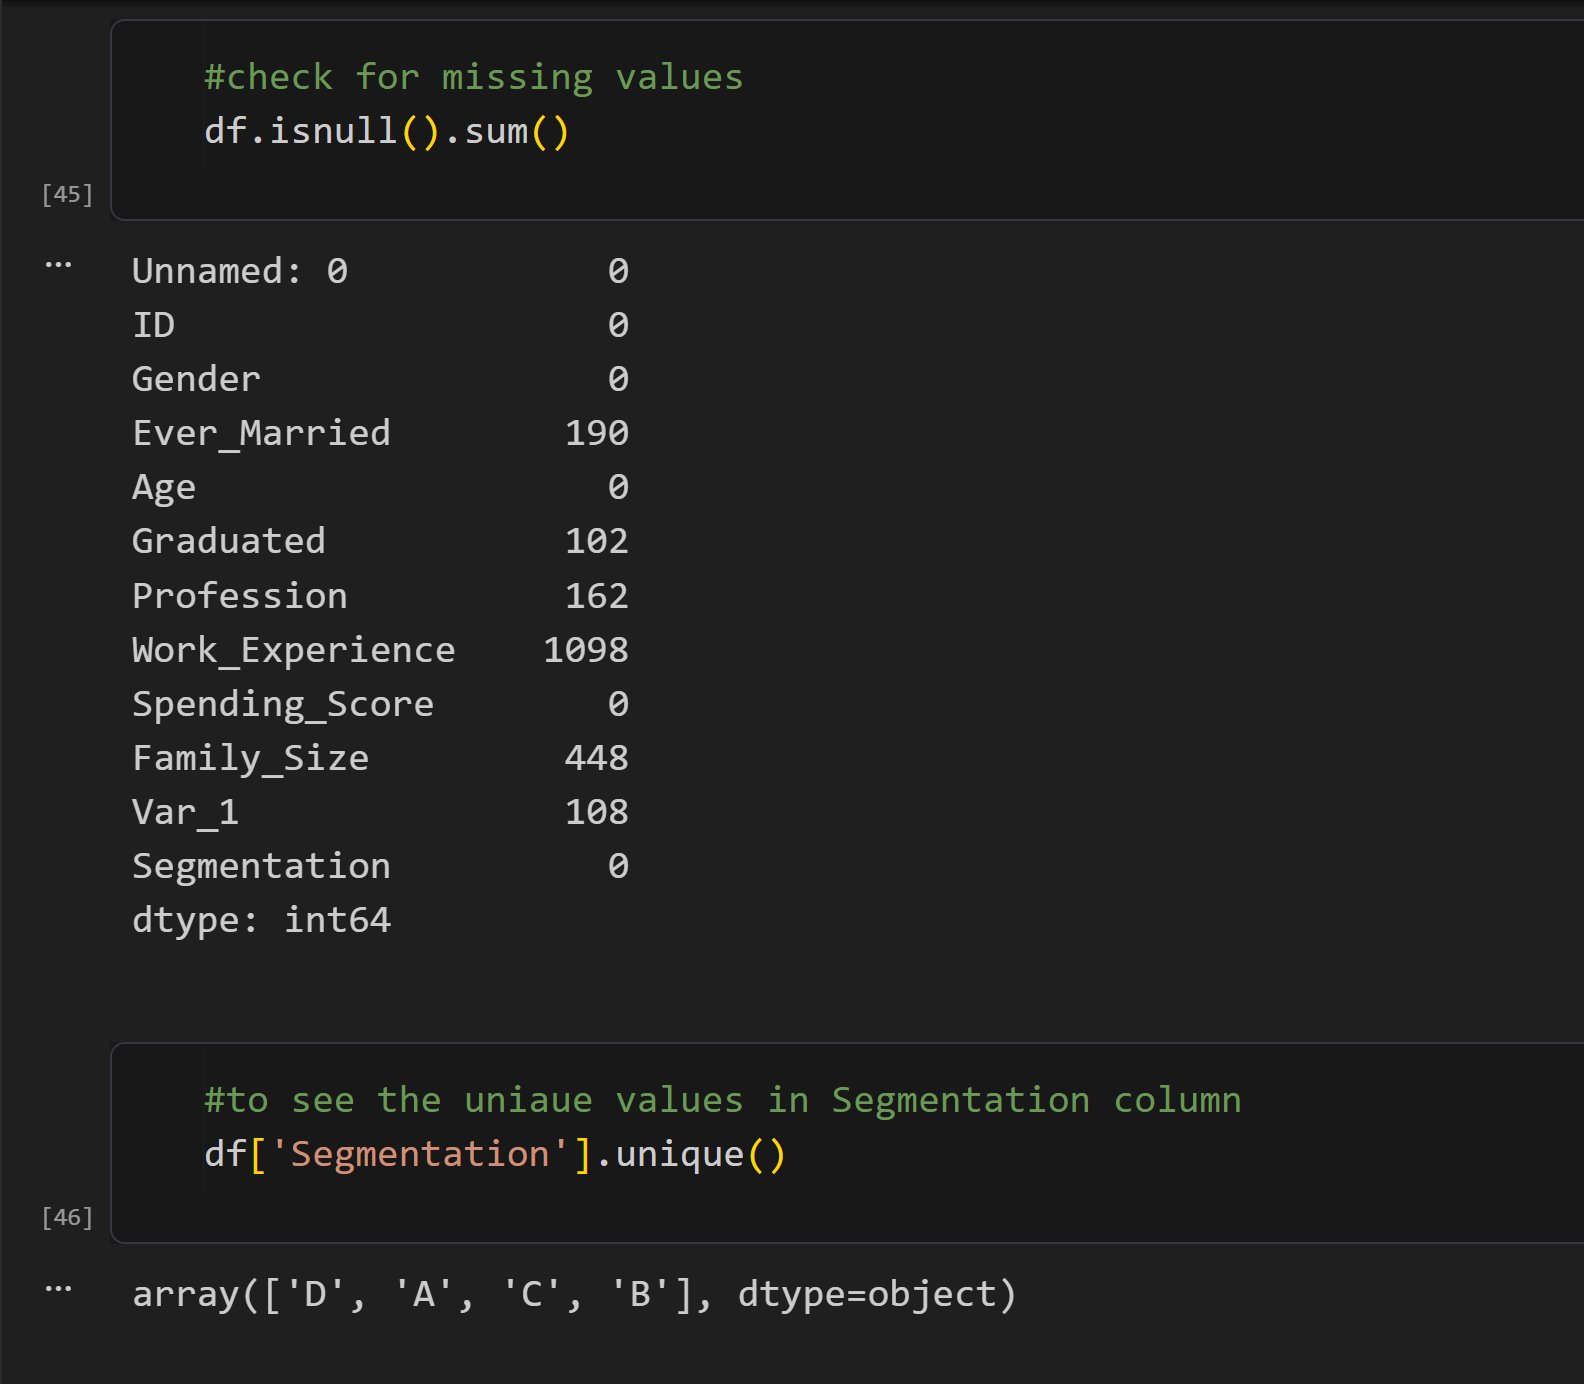 #check for missing values
df.isnull().sum()
[45]
...
Unnamed: 0 0
ID 0
Gender 0
Ever_Married 190
Age 0
Graduated 102
Profession 162
Work_Experience 1098
Spending_Score 0
Family_Size 448
Var_1 108
Segmentation 0
dtype: int64
#to see the uniaue values in Segmentation column
df['Segmentation'].unique()
[46]
...
array(['D', 'A', 'C', 'B'], dtype=object)